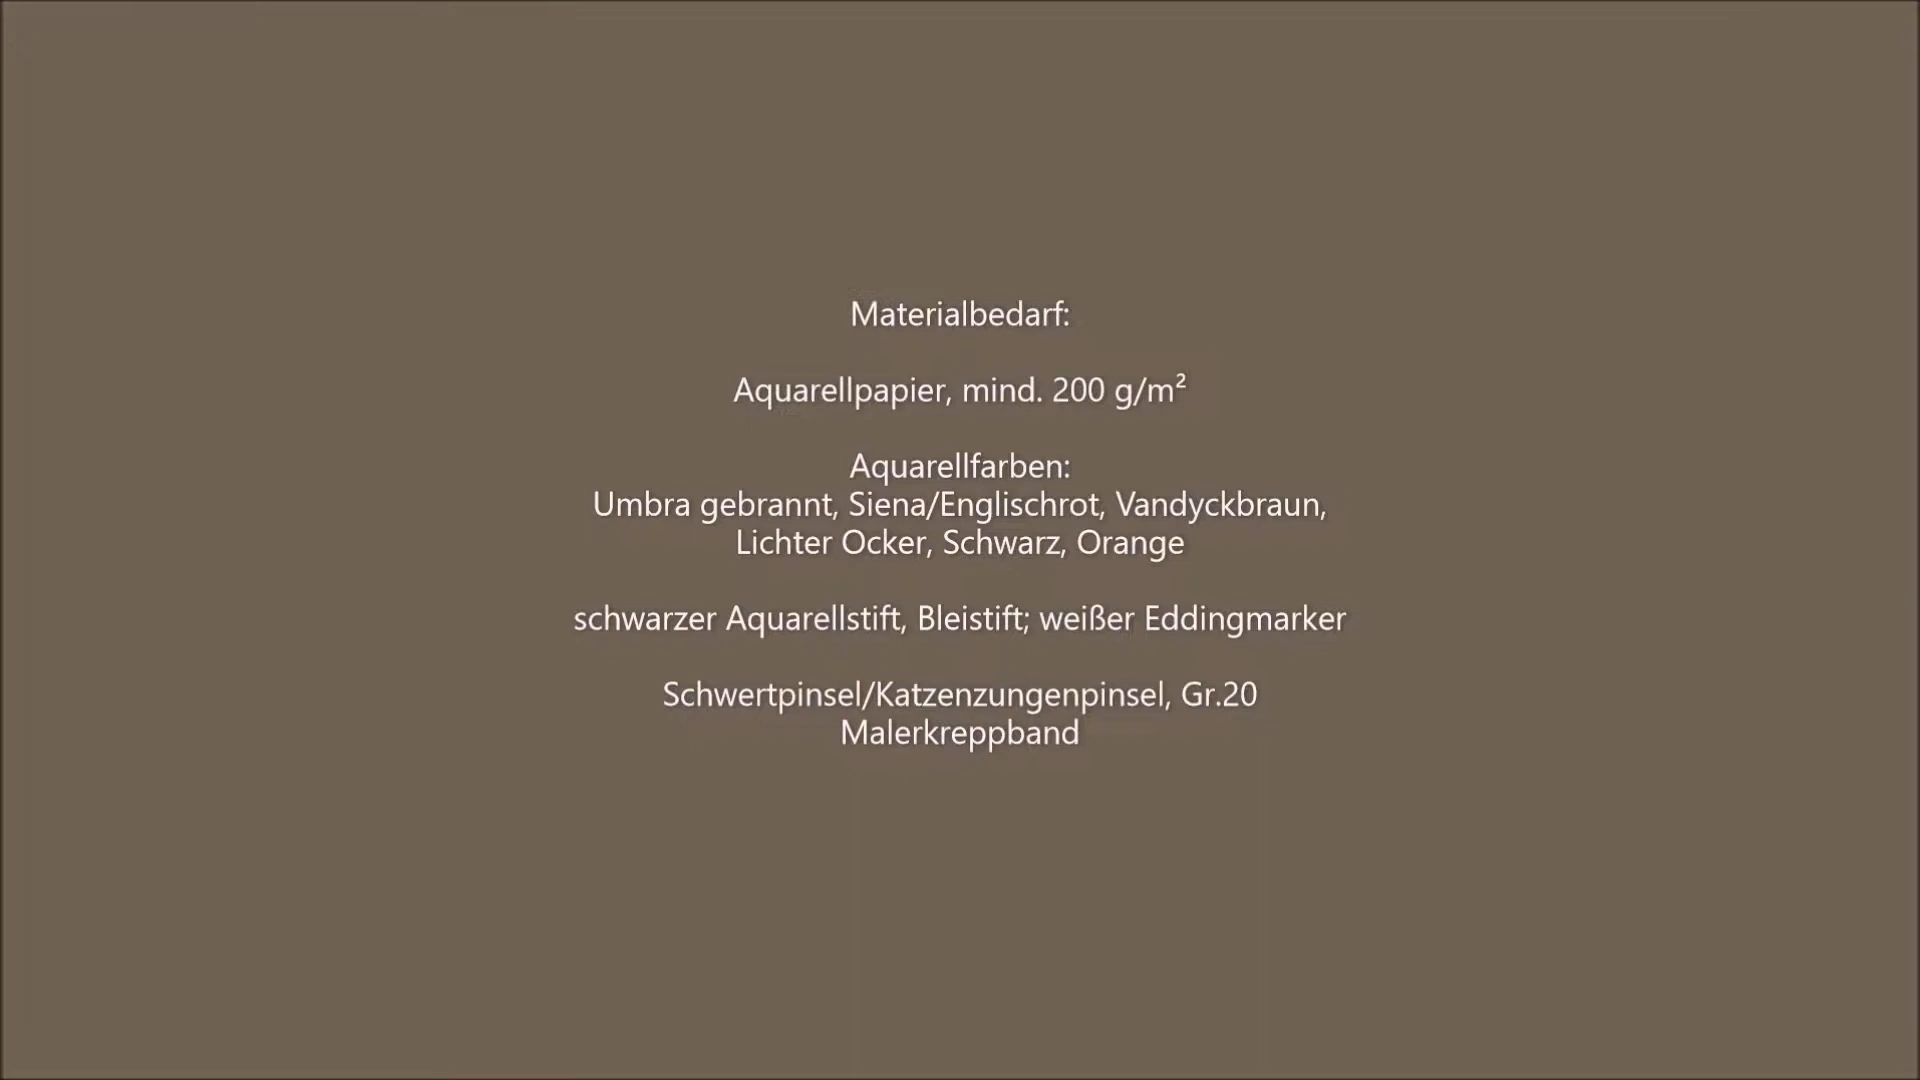 Materialbedarf:
Aquarellpapier, mind. 200 g/m²
Aquarellfarben:
Umbra gebrannt, Siena/Englischrot, Vandyckbraun,
Lichter Ocker, Schwarz, Orange
schwarzer Aquarellstift, Bleistift; weißer Eddingmarker
Schwertpinsel/Katzenzungenpinsel, Gr.20
Malerkreppband